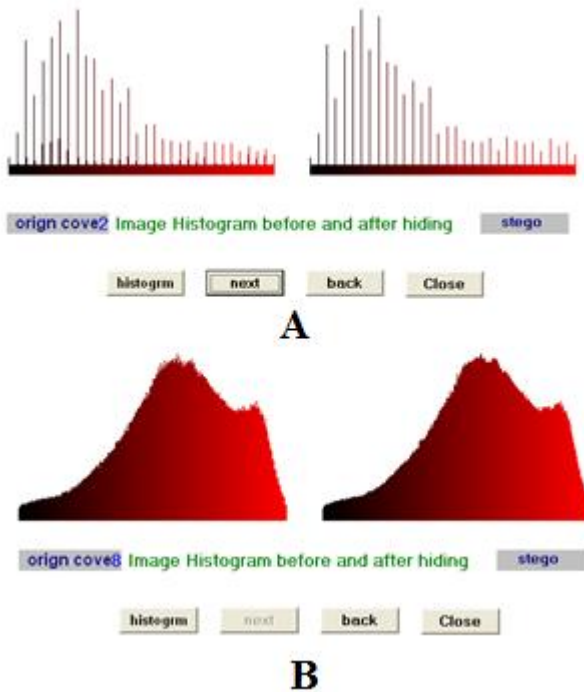 orign cove2 Image Histogram before and after hiding stego
histogrm next back Close
A
orign cove8 Image Histogram before and after hiding stego
histogrm next back Close
B